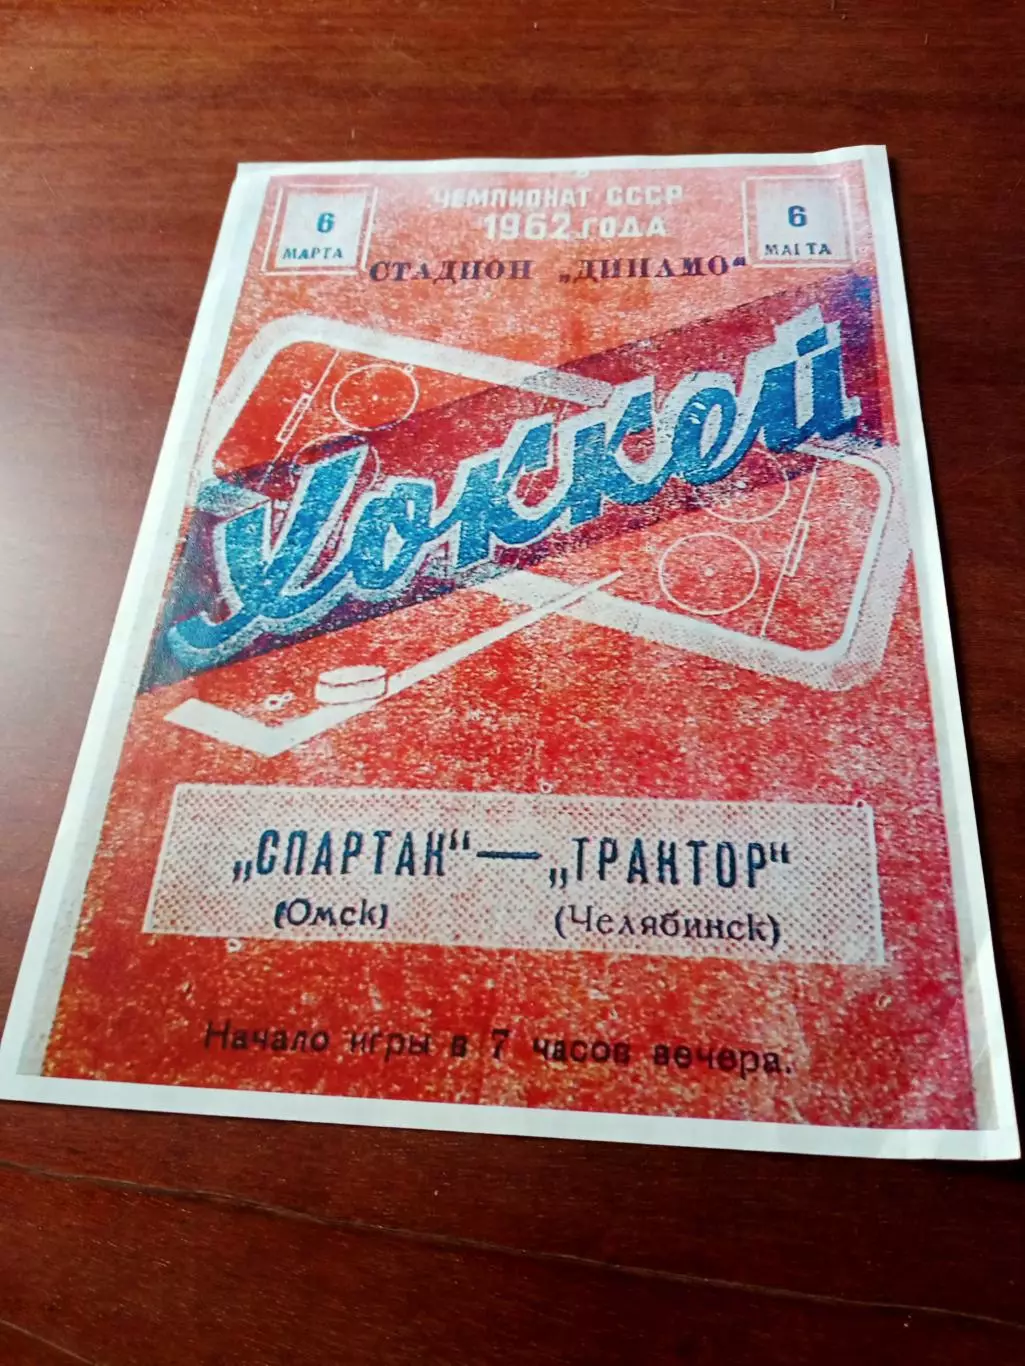 ЧЕМПИОНАТ СССР
1962 ГОДА
6
МАРТА
6
МАРТА
СТАДИОН „ДИНАМО“
Хоккей
„СПАРТАК“ — „ТРАКТОР“
(Омск) (Челябинск)
Начало игры в 7 часов вечера.